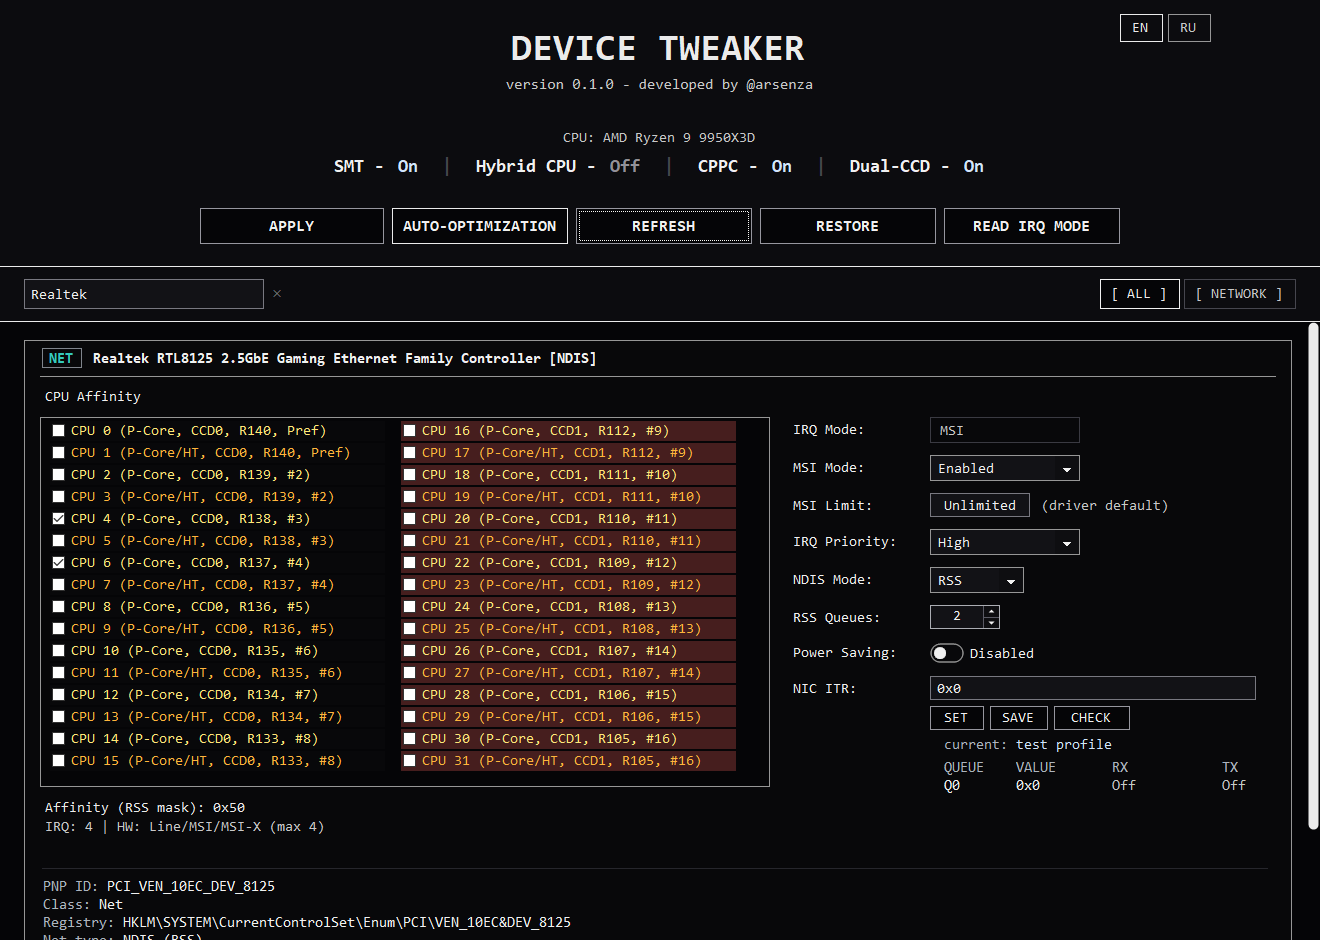 EN RU
DEVICE TWEAKER
version 0.1.0 - developed by @arsenza
CPU: AMD Ryzen 9 9950X3D
SMT - On | Hybrid CPU - Off | CPPC - On | Dual-CCD - On
APPLY AUTO-OPTIMIZATION REFRESH RESTORE READ IRQ MODE
Realtek × [ ALL ] [ NETWORK ]
NET Realtek RTL8125 2.5GbE Gaming Ethernet Family Controller [NDIS]
CPU Affinity
CPU 0 (P-Core, CCD0, R140, Pref)
CPU 1 (P-Core/HT, CCD0, R140, Pref)
CPU 2 (P-Core, CCD0, R139, #2)
CPU 3 (P-Core/HT, CCD0, R139, #2)
CPU 4 (P-Core, CCD0, R138, #3)
CPU 5 (P-Core/HT, CCD0, R138, #3)
CPU 6 (P-Core, CCD0, R137, #4)
CPU 7 (P-Core/HT, CCD0, R137, #4)
CPU 8 (P-Core, CCD0, R136, #5)
CPU 9 (P-Core/HT, CCD0, R136, #5)
CPU 10 (P-Core, CCD0, R135, #6)
CPU 11 (P-Core/HT, CCD0, R135, #6)
CPU 12 (P-Core, CCD0, R134, #7)
CPU 13 (P-Core/HT, CCD0, R134, #7)
CPU 14 (P-Core, CCD0, R133, #8)
CPU 15 (P-Core/HT, CCD0, R133, #8)
CPU 16 (P-Core, CCD1, R112, #9)
CPU 17 (P-Core/HT, CCD1, R112, #9)
CPU 18 (P-Core, CCD1, R111, #10)
CPU 19 (P-Core/HT, CCD1, R111, #10)
CPU 20 (P-Core, CCD1, R110, #11)
CPU 21 (P-Core/HT, CCD1, R110, #11)
CPU 22 (P-Core, CCD1, R109, #12)
CPU 23 (P-Core/HT, CCD1, R109, #12)
CPU 24 (P-Core, CCD1, R108, #13)
CPU 25 (P-Core/HT, CCD1, R108, #13)
CPU 26 (P-Core, CCD1, R107, #14)
CPU 27 (P-Core/HT, CCD1, R107, #14)
CPU 28 (P-Core, CCD1, R106, #15)
CPU 29 (P-Core/HT, CCD1, R106, #15)
CPU 30 (P-Core, CCD1, R105, #16)
CPU 31 (P-Core/HT, CCD1, R105, #16)
IRQ Mode: MSI
MSI Mode: Enabled
MSI Limit: Unlimited (driver default)
IRQ Priority: High
NDIS Mode: RSS
RSS Queues: 2
Power Saving: Disabled
NIC ITR: 0x0
SET SAVE CHECK
current: test profile
QUEUE VALUE RX TX
Q0 0x0 Off Off
Affinity (RSS mask): 0x50
IRQ: 4 | HW: Line/MSI/MSI-X (max 4)
PNP ID: PCI_VEN_10EC_DEV_8125
Class: Net
Registry: HKLM\SYSTEM\CurrentControlSet\Enum\PCI\VEN_10EC&DEV_8125
Net type: NDIS (RSS)